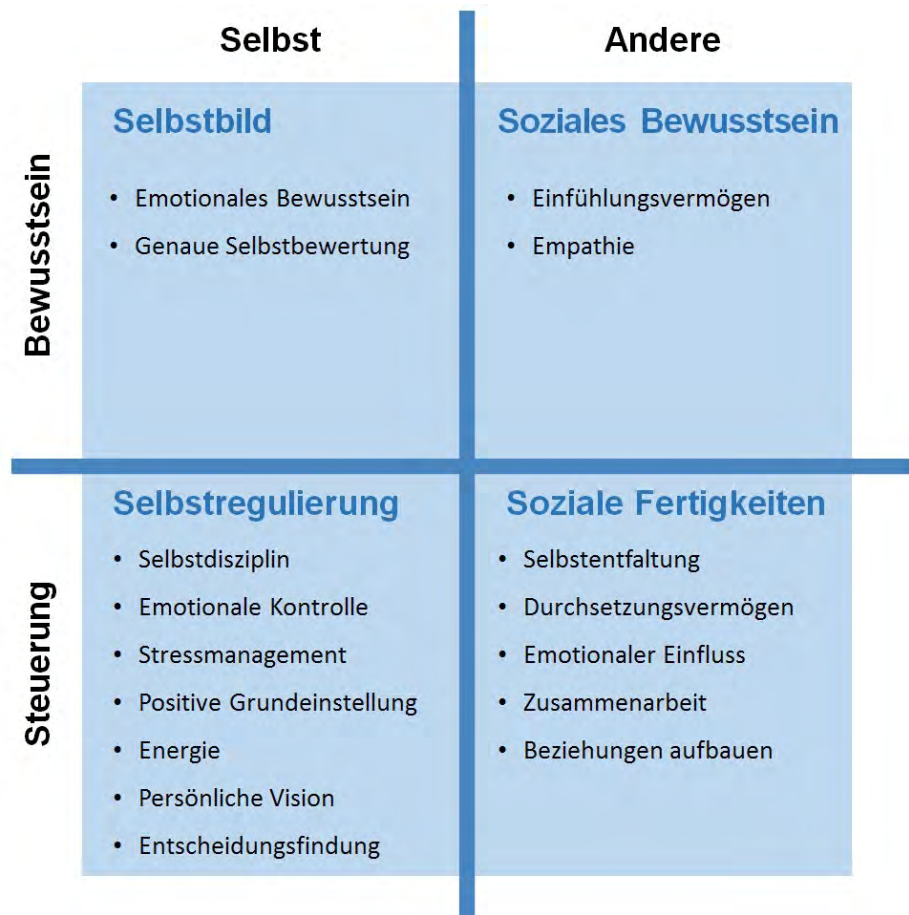 Selbst
Andere
Bewusstsein
Selbstbild
• Emotionales Bewusstsein
• Genaue Selbstbewertung
Soziales Bewusstsein
• Einfühlungsvermögen
• Empathie
Steuerung
Selbstregulierung
• Selbstdisziplin
• Emotionale Kontrolle
• Stressmanagement
• Positive Grundeinstellung
• Energie
• Persönliche Vision
• Entscheidungsfindung
Soziale Fertigkeiten
• Selbstentfaltung
• Durchsetzungsvermögen
• Emotionaler Einfluss
• Zusammenarbeit
• Beziehungen aufbauen